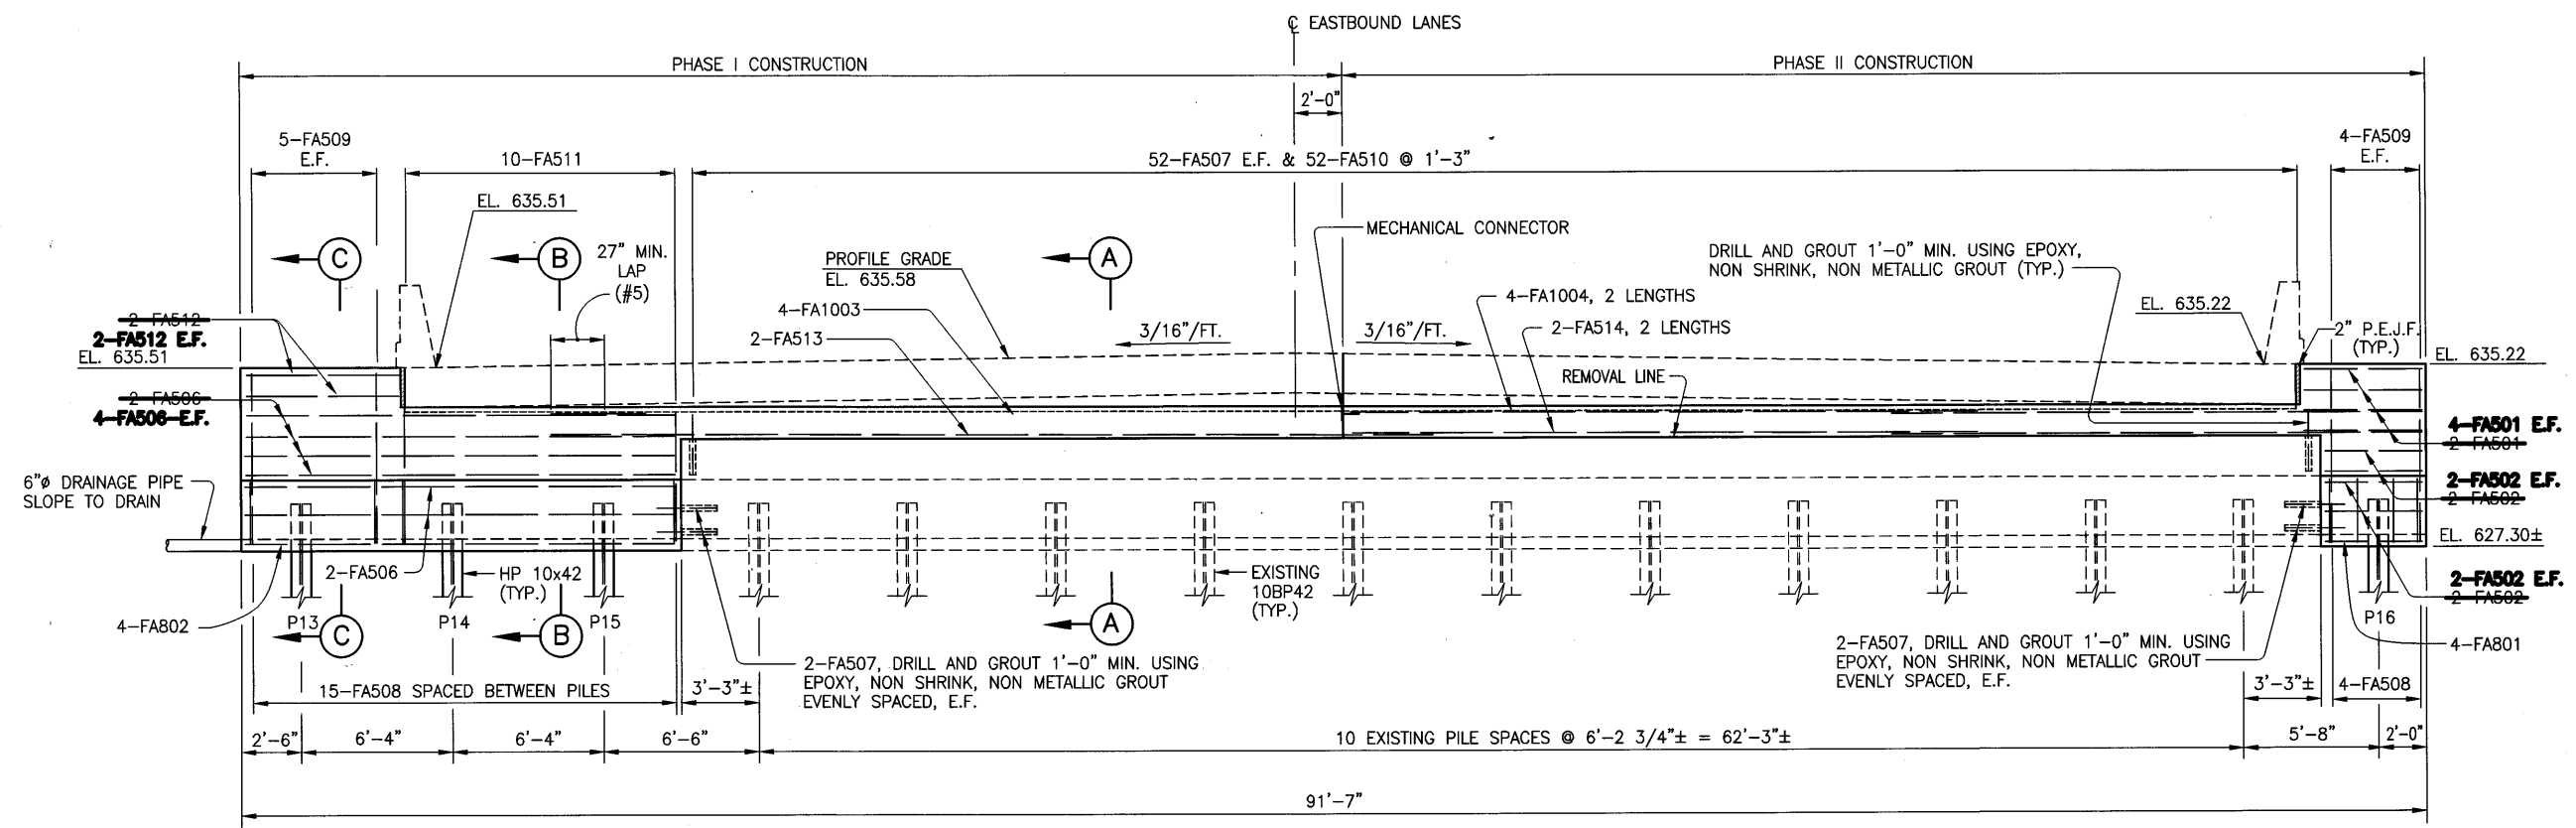 ℄ EASTBOUND LANES
PHASE I CONSTRUCTION
PHASE II CONSTRUCTION
2'-0"
5-FA509
E.F.
10-FA511
52-FA507 E.F. & 52-FA510 @ 1'-3"
4-FA509
E.F.
EL. 635.51
C
B
27" MIN.
LAP
(#5)
A
PROFILE GRADE
EL. 635.58
MECHANICAL CONNECTOR
DRILL AND GROUT 1'-0" MIN. USING EPOXY,
NON SHRINK, NON METALLIC GROUT (TYP.)
4-FA1003
2-FA513
4-FA1004, 2 LENGTHS
2-FA514, 2 LENGTHS
3/16"/FT.
3/16"/FT.
EL. 635.22
2" P.E.J.F.
(TYP.)
2-FA512
2-FA512 E.F.
EL. 635.51
EL. 635.22
REMOVAL LINE
2-FA506
4-FA506 E.F.
4-FA501 E.F.
2-FA501
6"ø DRAINAGE PIPE
SLOPE TO DRAIN
2-FA502 E.F.
2-FA502
EL. 627.30±
2-FA506
HP 10x42
(TYP.)
EXISTING
10BP42
(TYP.)
2-FA502 E.F.
2-FA502
4-FA802
P13
P14
P15
P16
C
B
A
4-FA801
2-FA507, DRILL AND GROUT 1'-0" MIN. USING
EPOXY, NON SHRINK, NON METALLIC GROUT
EVENLY SPACED, E.F.
2-FA507, DRILL AND GROUT 1'-0" MIN. USING
EPOXY, NON SHRINK, NON METALLIC GROUT
EVENLY SPACED, E.F.
15-FA508 SPACED BETWEEN PILES
3'-3"±
3'-3"±
4-FA508
2'-6"
6'-4"
6'-4"
6'-6"
10 EXISTING PILE SPACES @ 6'-2 3/4"± = 62'-3"±
5'-8"
2'-0"
91'-7"